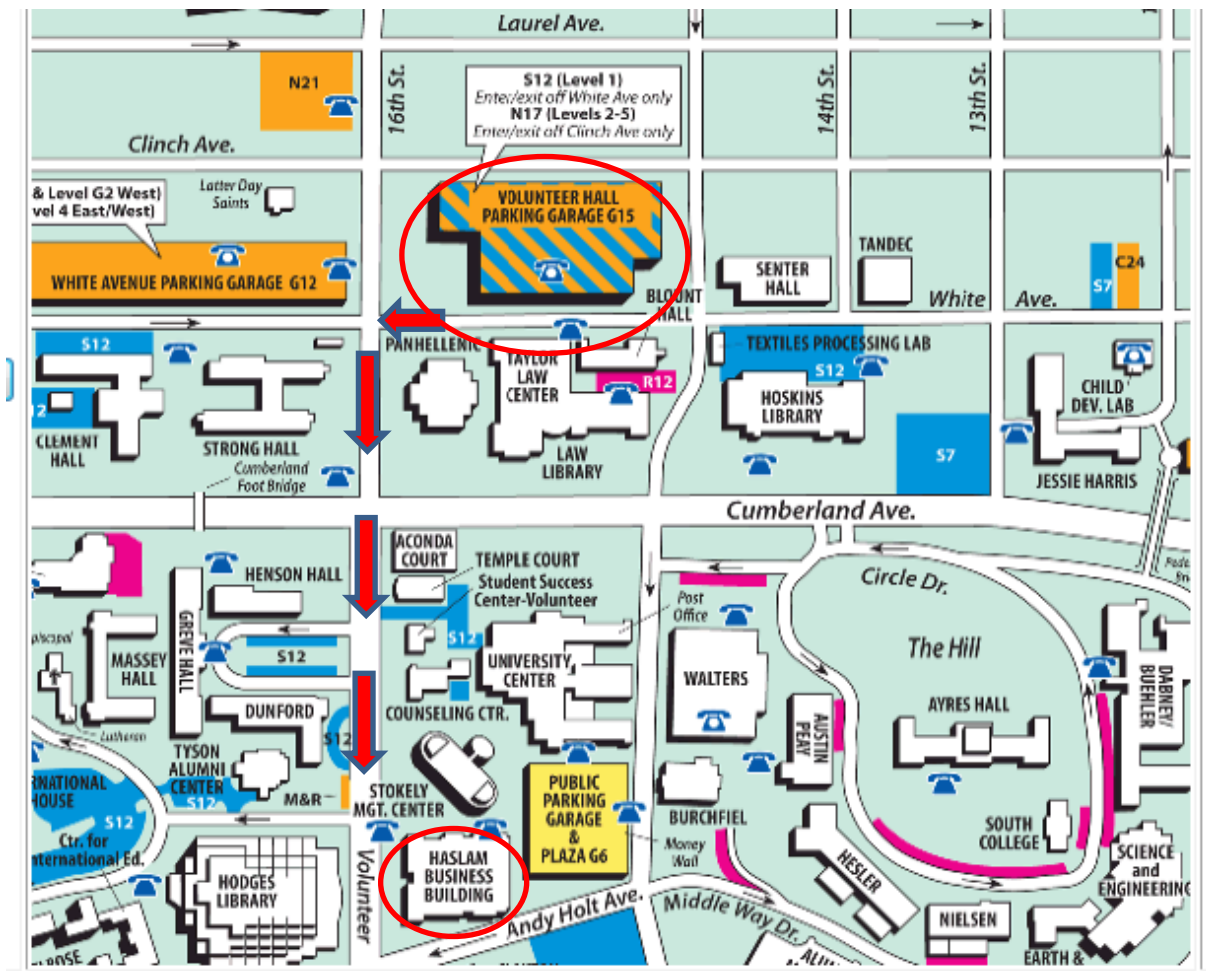 Laurel Ave.
N21
16th St.
S12 (Level 1)
Enter/exit off White Ave only
N17 (Levels 2-5)
Enter/exit off Clinch Ave only
14th St.
13th St.
Clinch Ave.
& Level G2 West)
vel 4 East/West)
Latter Day
Saints
VOLUNTEER HALL
PARKING GARAGE G15
WHITE AVENUE PARKING GARAGE G12
SENTER
HALL
TANDEC
S7
C24
White Ave.
BLOUNT
HALL
S12
PANHELLENIC
TAYLOR
LAW
CENTER
R12
TEXTILES PROCESSING LAB
S12
HOSKINS
LIBRARY
CHILD
DEV. LAB
12
CLEMENT
HALL
STRONG HALL
Cumberland
Foot Bridge
LAW
LIBRARY
S7
JESSIE HARRIS
Cumberland Ave.
ACONDA
COURT
TEMPLE COURT
Student Success
Center-Volunteer
HENSON HALL
Circle Dr.
Post
Office
GREVE HALL
S12
S12
The Hill
MASSEY
HALL
UNIVERSITY
CENTER
WALTERS
DABNEY/
BUEHLER
DUNFORD
COUNSELING CTR.
AUSTIN
PEAY
AYRES HALL
Lutheran
S12
TYSON
ALUMNI
CENTER
S12
M&R
STOKELY
MGT. CENTER
PUBLIC
PARKING
GARAGE
&
PLAZA G6
BURCHFIEL
RNATIONAL
HOUSE
S12
Ctr. for
nternational Ed.
Money
Wall
SOUTH
COLLEGE
HASLAM
BUSINESS
BUILDING
HODGES
LIBRARY
Volunteer
HESLER
SCIENCE
and
ENGINEERING
Andy Holt Ave.
Middle Way Dr.
NIELSEN
EARTH &